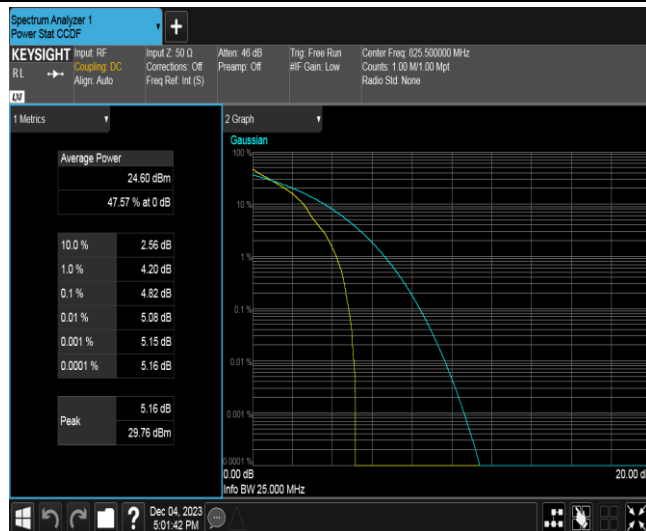 Spectrum Analyzer 1
Power Stat CCDF
+
KEYSIGHT
RL
Input: RF
Coupling: DC
Align: Auto
Input Z: 50 Ω
Corrections: Off
Freq Ref: Int (S)
Atten: 46 dB
Preamp: Off
Trig: Free Run
#IF Gain: Low
Center Freq: 825.500000 MHz
Counts: 1.00 M/1.00 Mpt
Radio Std: None
1 Metrics
Average Power
24.60 dBm
47.57 % at 0 dB
10.0 % 2.56 dB
1.0 % 4.20 dB
0.1 % 4.82 dB
0.01 % 5.08 dB
0.001 % 5.15 dB
0.0001 % 5.16 dB
Peak
5.16 dB
29.76 dBm
2 Graph
Gaussian
100 %
10 %
1 %
0.1 %
0.01 %
0.001 %
0.0001 %
0.00 dB
20.00 d
Info BW 25.000 MHz
?
Dec 04, 2023
5:01:42 PM